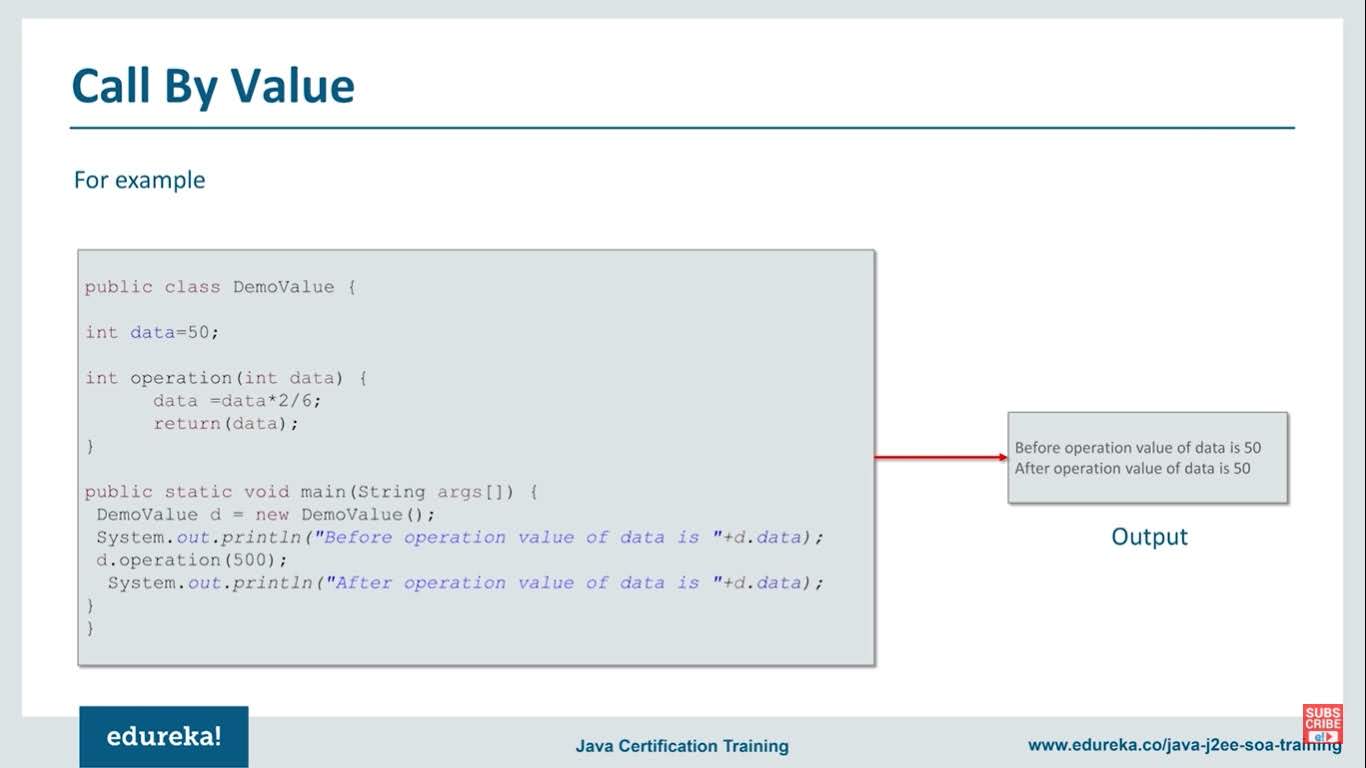 Call By Value
For example
public class DemoValue {
int data=50;
int operation(int data) {
data =data*2/6;
return(data);
}
public static void main(String args[]) {
DemoValue d = new DemoValue();
System.out.println("Before operation value of data is "+d.data);
d.operation(500);
System.out.println("After operation value of data is "+d.data);
}
}
Before operation value of data is 50
After operation value of data is 50
Output
edureka!
Java Certification Training
www.edureka.co/java-j2ee-soa-training
SUBS
CRIBE
e!